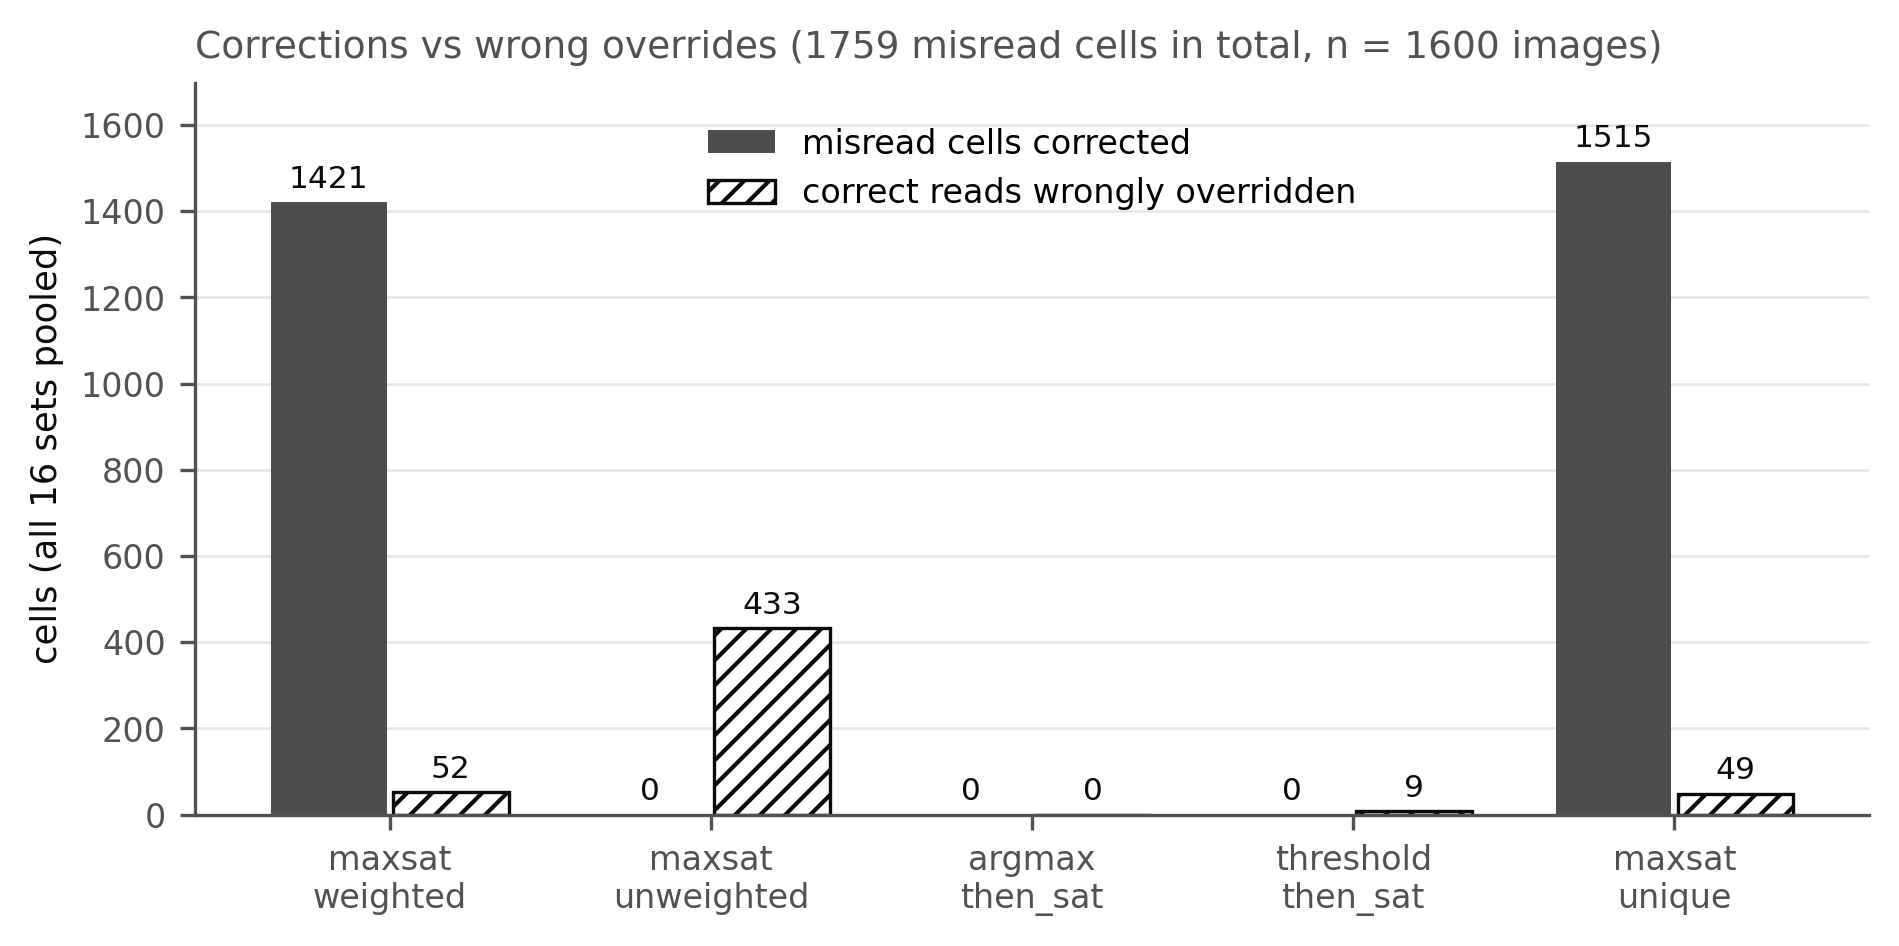 Corrections vs wrong overrides (1759 misread cells in total, n = 1600 images)
misread cells corrected
correct reads wrongly overridden
cells (all 16 sets pooled)
1600
1400
1200
1000
800
600
400
200
0
1421
52
0
433
0
0
0
9
1515
49
maxsat
weighted
maxsat
unweighted
argmax
then_sat
threshold
then_sat
maxsat
unique